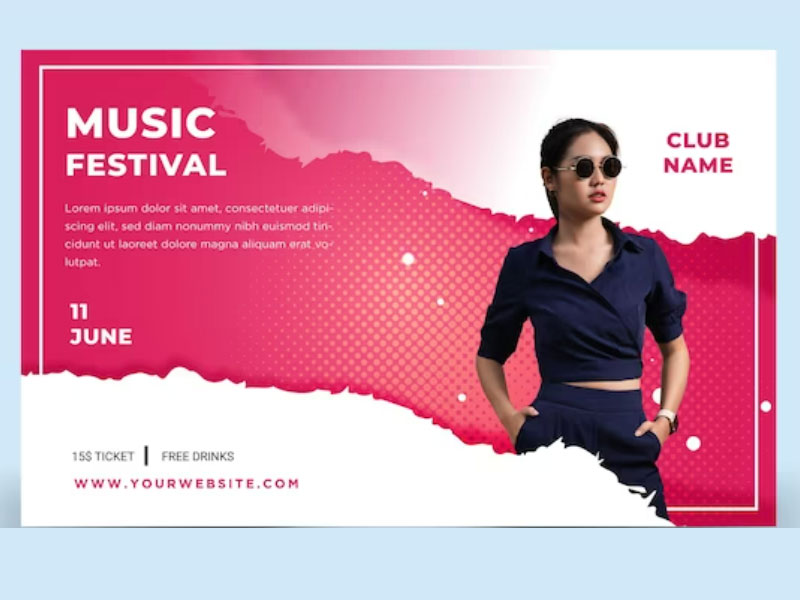 MUSIC
FESTIVAL
CLUB
NAME
Lorem ipsum dolor sit amet, consectetuer adipi-
scing elit, sed diam nonummy nibh euismod tin-
cidunt ut laoreet dolore magna aliquam erat vo-
lutpat.
11
JUNE
15$ TICKET | FREE DRINKS
WWW.YOURWEBSITE.COM